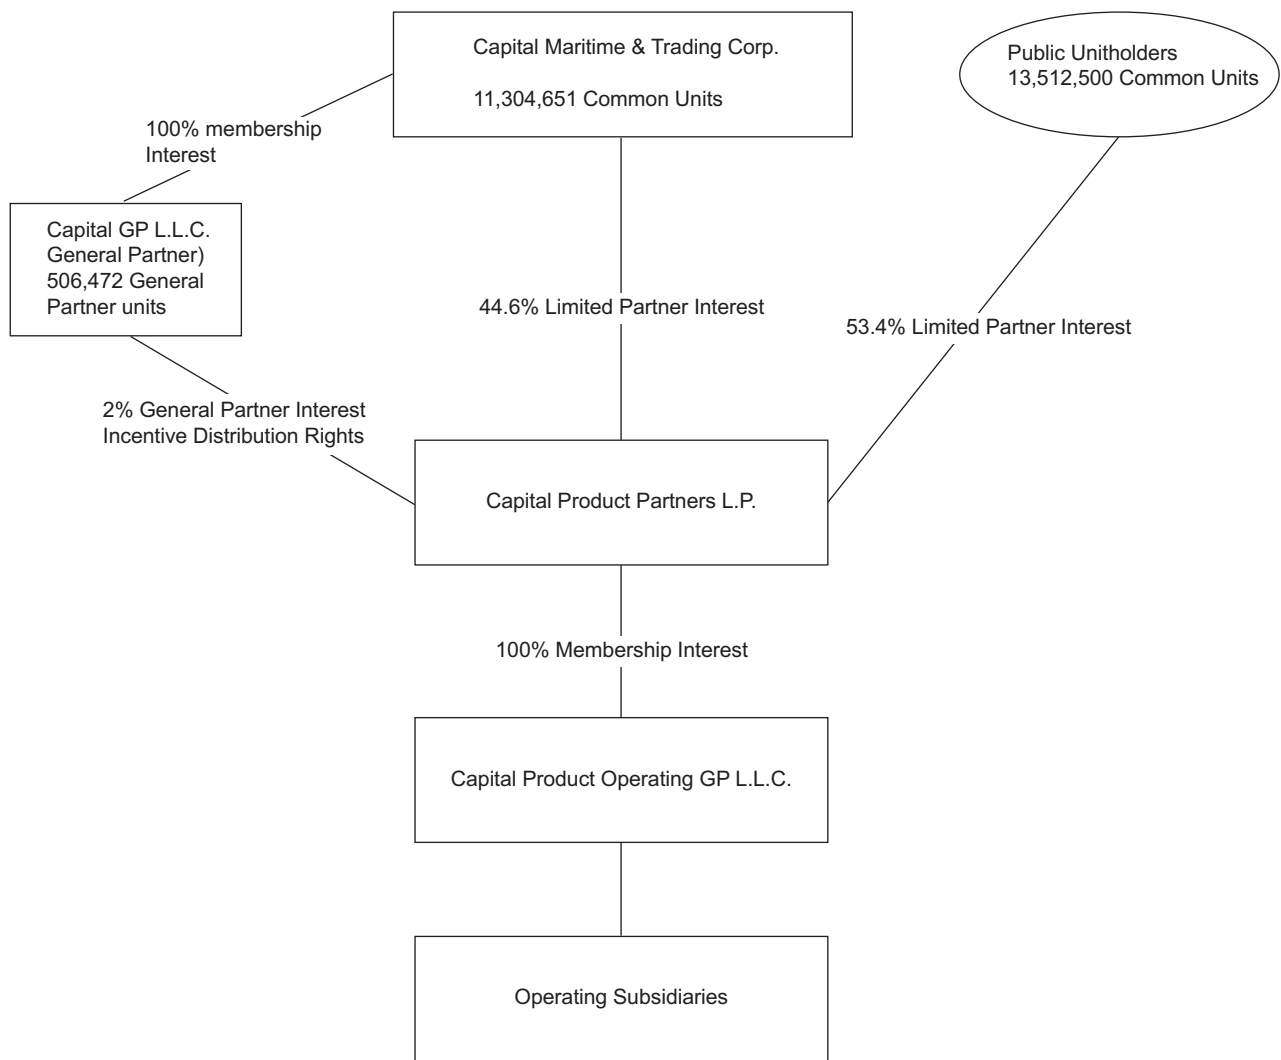 Capital Maritime & Trading Corp.
11,304,651 Common Units
Public Unitholders
13,512,500 Common Units
100% membership
Interest
Capital GP L.L.C.
General Partner)
506,472 General
Partner units
44.6% Limited Partner Interest
53.4% Limited Partner Interest
2% General Partner Interest
Incentive Distribution Rights
Capital Product Partners L.P.
100% Membership Interest
Capital Product Operating GP L.L.C.
Operating Subsidiaries